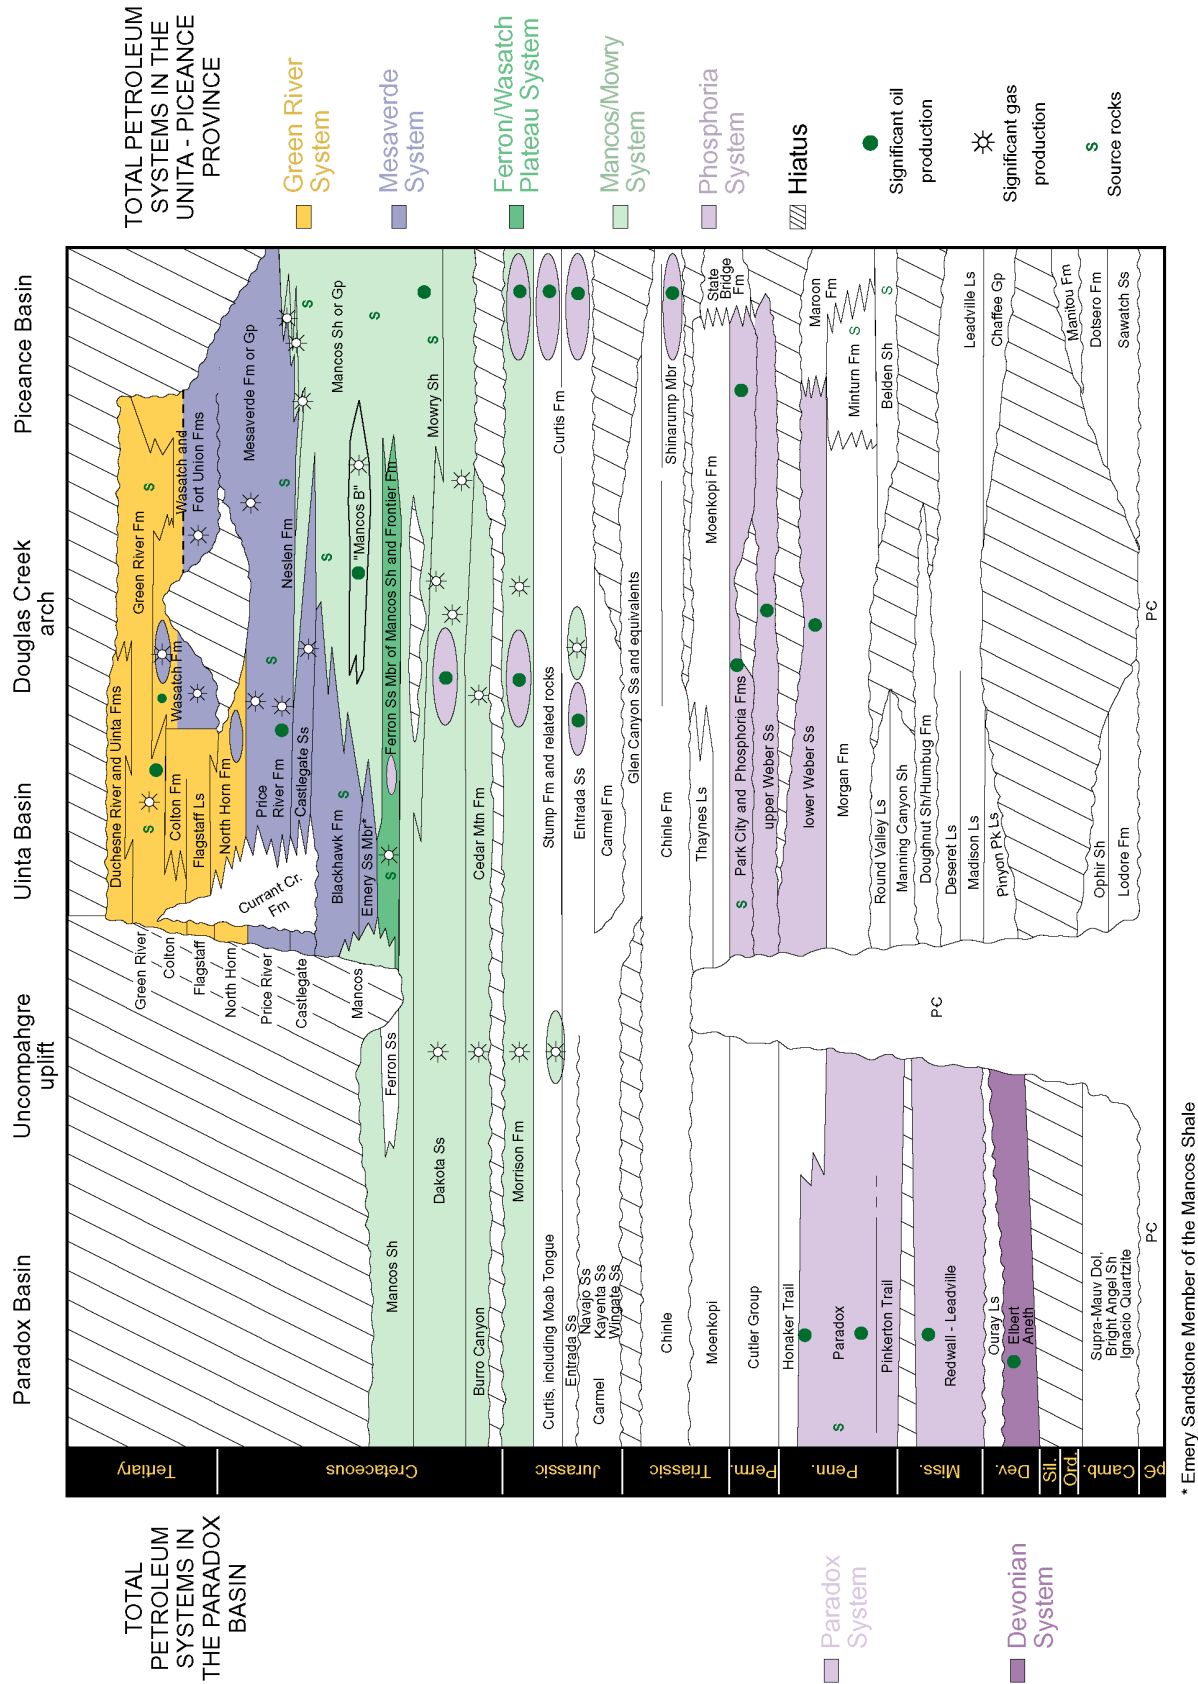 TOTAL PETROLEUM
SYSTEMS IN THE
UNITA - PICEANCE
PROVINCE
Green River
System
Mesaverde
System
Ferron/Wasatch
Plateau System
Mancos/Mowry
System
Phosphoria
System
Hiatus
Significant oil
production
Significant gas
production
S
Source rocks
Paradox Basin
Uncompahgre
uplift
Uinta Basin
Douglas Creek
arch
Piceance Basin
Tertiary
Cretaceous
Jurassic
Triassic
Perm.
Penn.
Miss.
Dev.
Sil.
Ord.
Camb.
p-C
Mancos Sh
Dakota Ss
Burro Canyon
Morrison Fm
Curtis, including Moab Tongue
Entrada Ss
Navajo Ss
Carmel
Kayenta Ss
Wingate Ss
Chinle
Moenkopi
Cutler Group
Honaker Trail
Paradox
S
Pinkerton Trail
Redwall - Leadville
Ouray Ls
Elbert
Aneth
Supra-Mauv Dol,
Bright Angel Sh
Ignacio Quartzite
P-C
Ferron Ss
P-C
Green River
Colton
Flagstaff
North Horn
Price River
Castlegate
Mancos
Duchesne River and Uinta Fms
S
Colton Fm
Flagstaff Ls
North Horn Fm
Currant Cr.
Fm
Price
River Fm
Castlegate Ss
Blackhawk Fm
S
Emery Ss Mbr*
S
Cedar Mtn Fm
Stump Fm and related rocks
Entrada Ss
Carmel Fm
Glen Canyon Ss and equivalents
Chinle Fm
Thaynes Ls
Park City and Phosphoria Fms
S
upper Weber Ss
lower Weber Ss
Morgan Fm
Round Valley Ls
Manning Canyon Sh
Doughnut Sh/Humbug Fm
Deseret Ls
Madison Ls
Pinyon Pk Ls
Ophir Sh
Lodore Fm
Green River Fm
S
Wasatch Fm
Wasatch and
Fort Union Fms
Mesaverde Fm or Gp
Neslen Fm
S
S
S
Mancos Sh or Gp
S
S
"Mancos B"
Ferron Ss Mbr of Mancos Sh and Frontier Fm
Mowry Sh
S
Curtis Fm
Shinarump Mbr
Moenkopi Fm
State
Bridge
Fm
Maroon
Fm
Minturn Fm
S
Belden Sh
S
Leadville Ls
Chaffee Gp
Manitou Fm
Dotsero Fm
Sawatch Ss
P-C
* Emery Sandstone Member of the Mancos Shale
TOTAL
PETROLEUM
SYSTEMS IN
THE PARADOX
BASIN
Paradox
System
Devonian
System